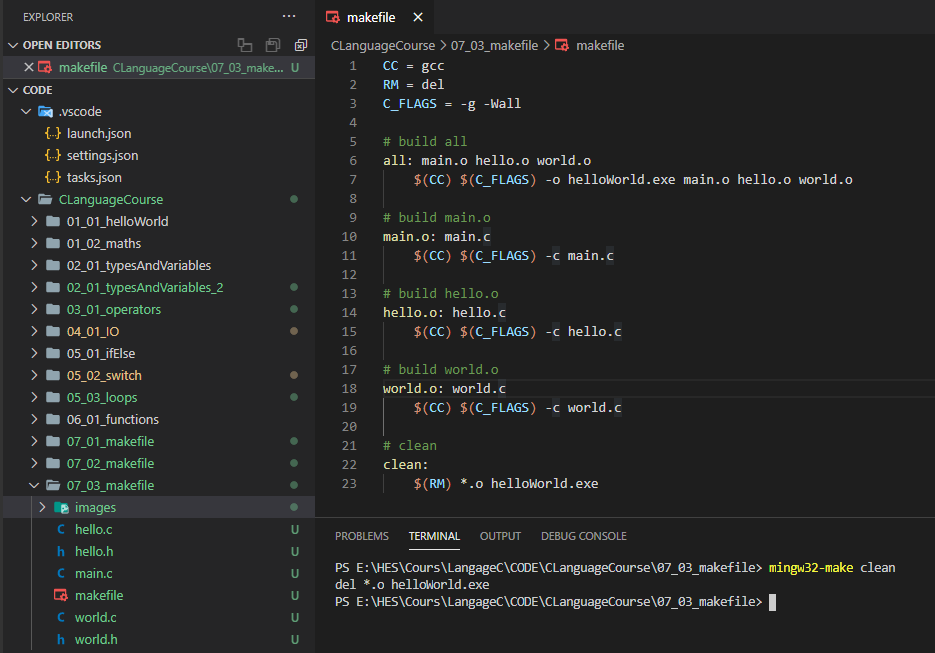 EXPLORER
OPEN EDITORS
makefile CLanguageCourse\07_03_make... U
CODE
.vscode
{..} launch.json
{..} settings.json
{..} tasks.json
CLanguageCourse
01_01_helloWorld
01_02_maths
02_01_typesAndVariables
02_01_typesAndVariables_2
03_01_operators
04_01_IO
05_01_ifElse
05_02_switch
05_03_loops
06_01_functions
07_01_makefile
07_02_makefile
07_03_makefile
images
C hello.c U
h hello.h U
C main.c U
makefile U
C world.c U
h world.h U
makefile
CLanguageCourse > 07_03_makefile > makefile
1 CC = gcc
2 RM = del
3 C_FLAGS = -g -Wall
4
5 # build all
6 all: main.o hello.o world.o
7 $(CC) $(C_FLAGS) -o helloWorld.exe main.o hello.o world.o
8
9 # build main.o
10 main.o: main.c
11 $(CC) $(C_FLAGS) -c main.c
12
13 # build hello.o
14 hello.o: hello.c
15 $(CC) $(C_FLAGS) -c hello.c
16
17 # build world.o
18 world.o: world.c
19 $(CC) $(C_FLAGS) -c world.c
20
21 # clean
22 clean:
23 $(RM) *.o helloWorld.exe
PROBLEMS TERMINAL OUTPUT DEBUG CONSOLE
PS E:\HES\Cours\LangageC\CODE\CLanguageCourse\07_03_makefile> mingw32-make clean
del *.o helloWorld.exe
PS E:\HES\Cours\LangageC\CODE\CLanguageCourse\07_03_makefile>